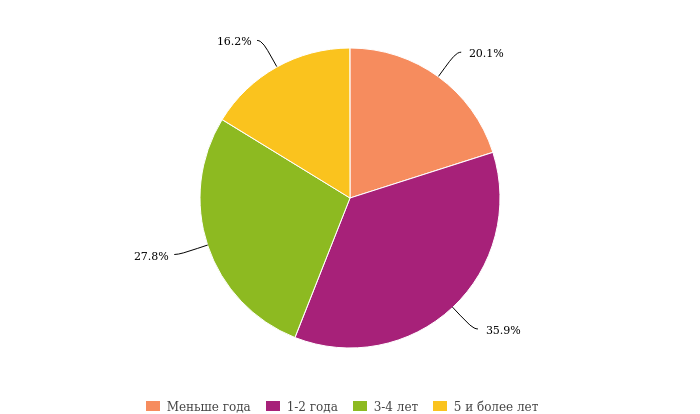 16.2%
20.1%
27.8%
35.9%
Меньше года
1-2 года
3-4 лет
5 и более лет